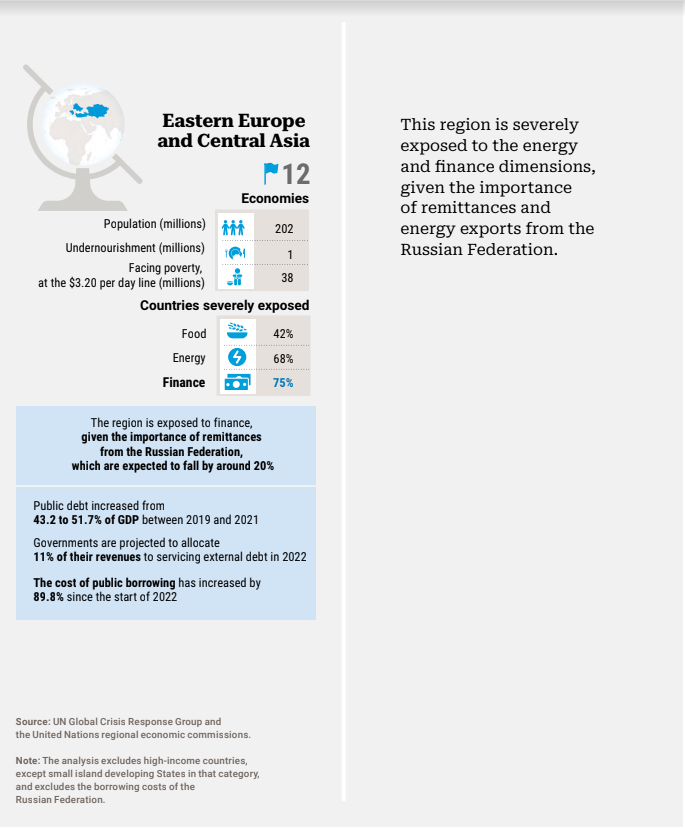 Eastern Europe
and Central Asia
12
Economies
Population (millions) 202
Undernourishment (millions) 1
Facing poverty,
at the $3.20 per day line (millions) 38
Countries severely exposed
Food 42%
Energy 68%
Finance 75%
The region is exposed to finance,
given the importance of remittances
from the Russian Federation,
which are expected to fall by around 20%
Public debt increased from
43.2 to 51.7% of GDP between 2019 and 2021
Governments are projected to allocate
11% of their revenues to servicing external debt in 2022
The cost of public borrowing has increased by
89.8% since the start of 2022
Source: UN Global Crisis Response Group and
the United Nations regional economic commissions.
Note: The analysis excludes high-income countries,
except small island developing States in that category,
and excludes the borrowing costs of the
Russian Federation.
This region is severely
exposed to the energy
and finance dimensions,
given the importance
of remittances and
energy exports from the
Russian Federation.